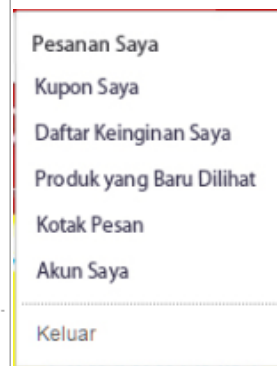 Pesanan Saya
Kupon Saya
Daftar Keinginan Saya
Produk yang Baru Dilihat
Kotak Pesan
Akun Saya
Keluar